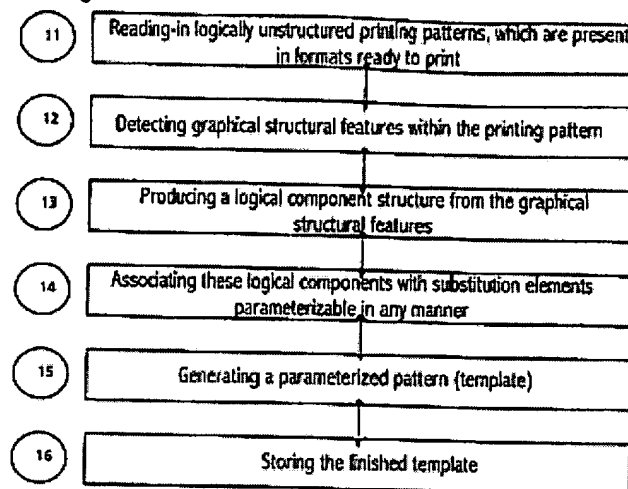 11
Reading-in logically unstructured printing patterns, which are present
in formats ready to print
12
Detecting graphical structural features within the printing pattern
13
Producing a logical component structure from the graphical
structural features
14
Associating these logical components with substitution elements
parameterizable in any manner
15
Generating a parameterized pattern (template)
16
Storing the finished template